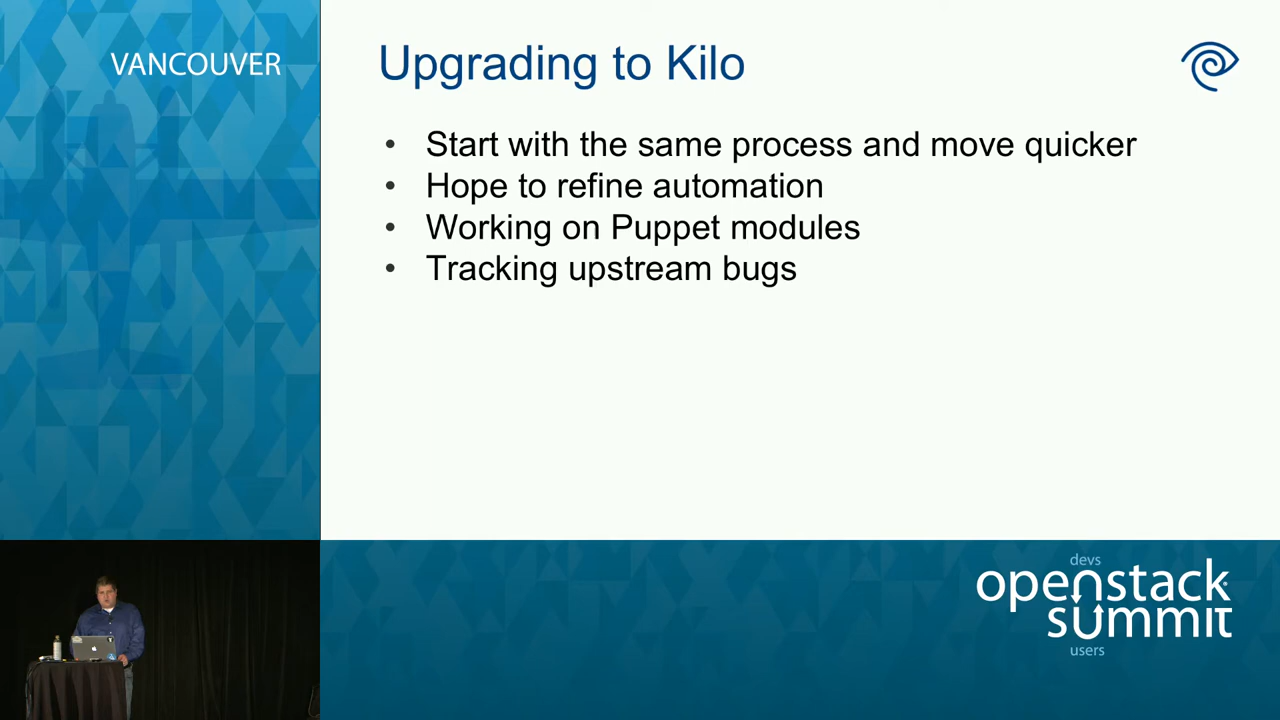 VANCOUVER
Upgrading to Kilo
• Start with the same process and move quicker
• Hope to refine automation
• Working on Puppet modules
• Tracking upstream bugs
devs
openstack
summit
users